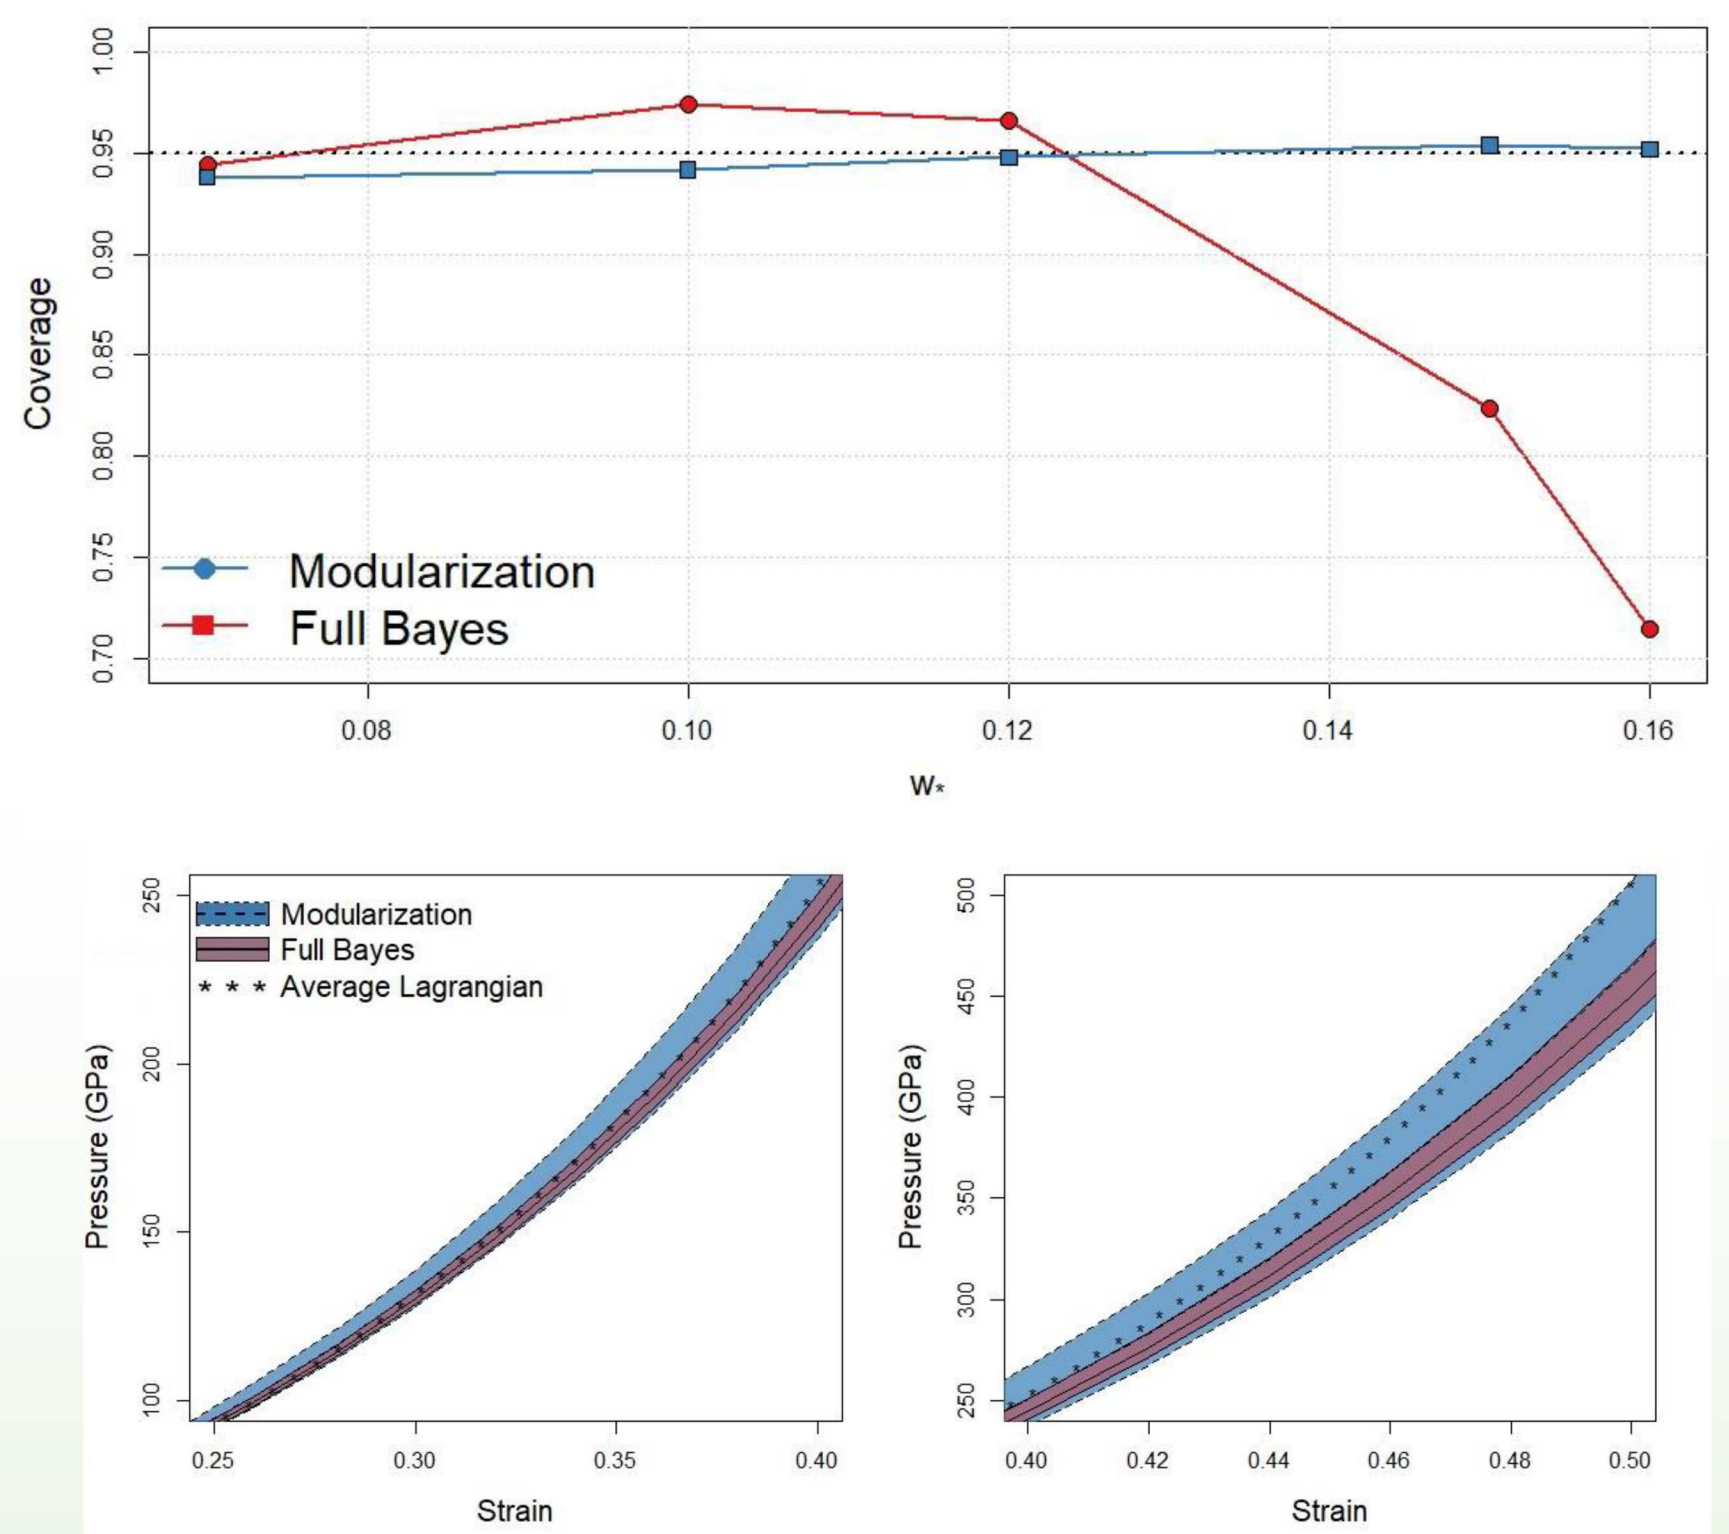 1.00
0.95
0.90
0.85
0.80
0.75
0.70
Coverage
Modularization
Full Bayes
0.08 0.10 0.12 0.14 0.16
w*
250
200
150
100
Pressure (GPa)
Modularization
Full Bayes
* * * Average Lagrangian
0.25 0.30 0.35 0.40
Strain
500
450
400
350
300
250
Pressure (GPa)
0.40 0.42 0.44 0.46 0.48 0.50
Strain